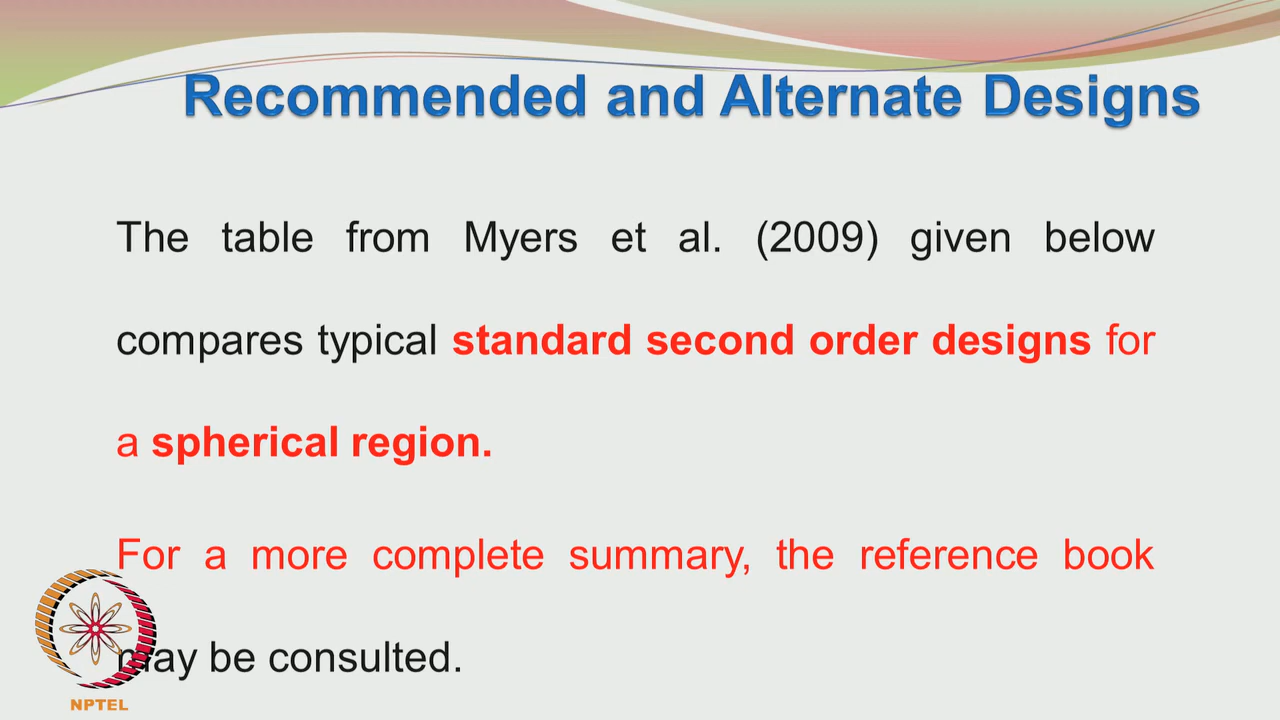 Recommended and Alternate Designs
The table from Myers et al. (2009) given below
compares typical standard second order designs for
a spherical region.
For a more complete summary, the reference book
may be consulted.
NPTEL